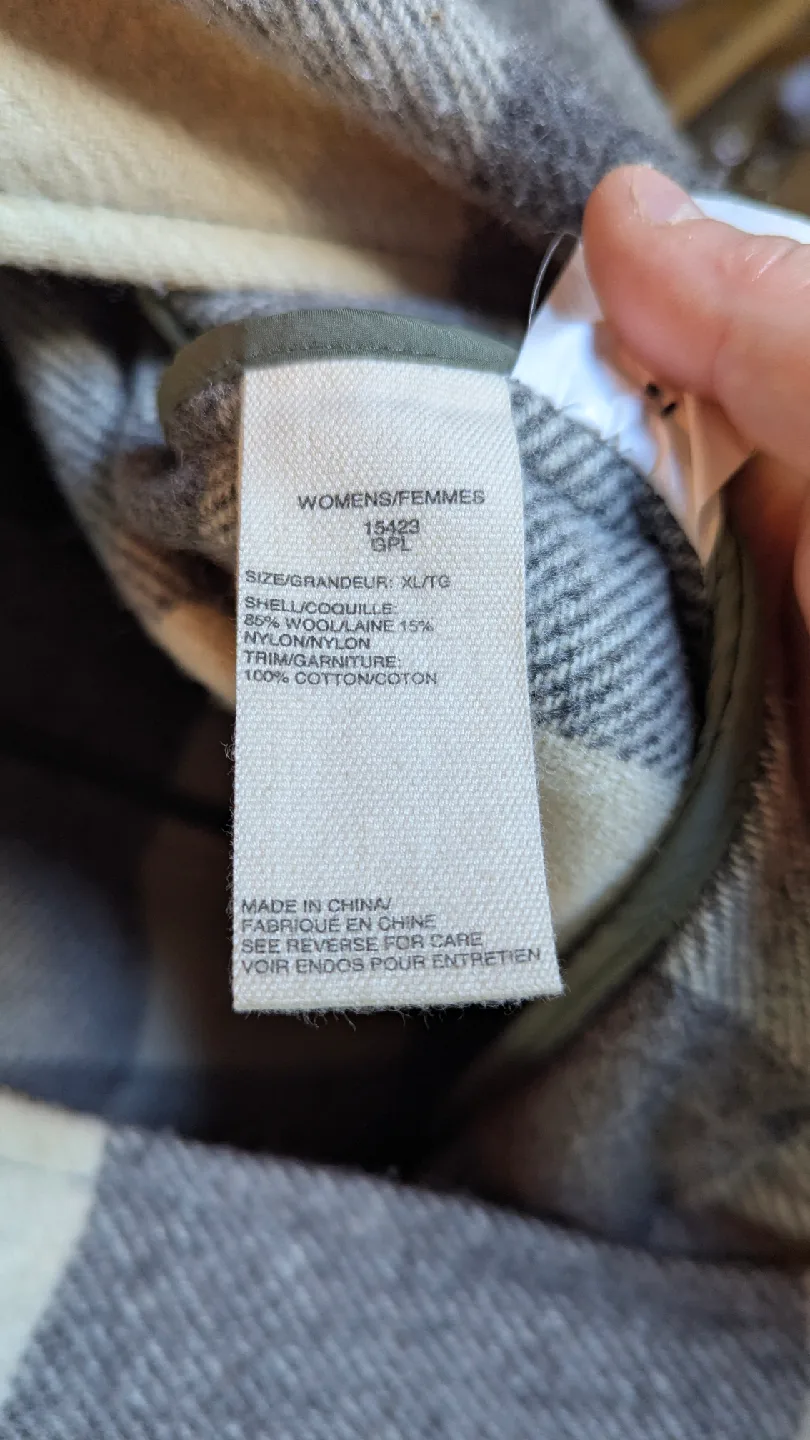 WOMENS/FEMMES
15423
GPL
SIZE/GRANDEUR: XL/TG
SHELL/COQUILLE:
85% WOOL/LAINE 15%
NYLON/NYLON
TRIM/GARNITURE:
100% COTTON/COTON
MADE IN CHINA/
FABRIQUÉ EN CHINE
SEE REVERSE FOR CARE
VOIR ENDOS POUR ENTRETIEN